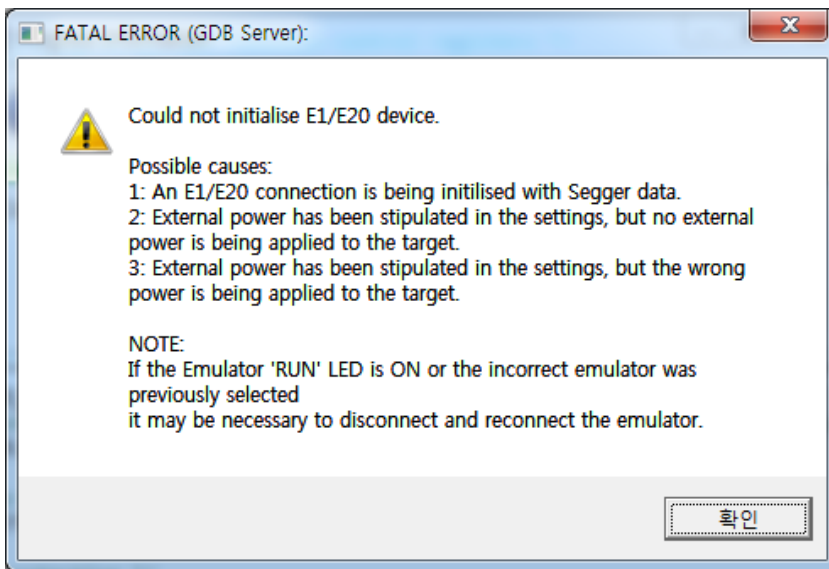 FATAL ERROR (GDB Server):
Could not initialise E1/E20 device.
Possible causes:
1: An E1/E20 connection is being initilised with Segger data.
2: External power has been stipulated in the settings, but no external
power is being applied to the target.
3: External power has been stipulated in the settings, but the wrong
power is being applied to the target.
NOTE:
If the Emulator 'RUN' LED is ON or the incorrect emulator was
previously selected
it may be necessary to disconnect and reconnect the emulator.
확인